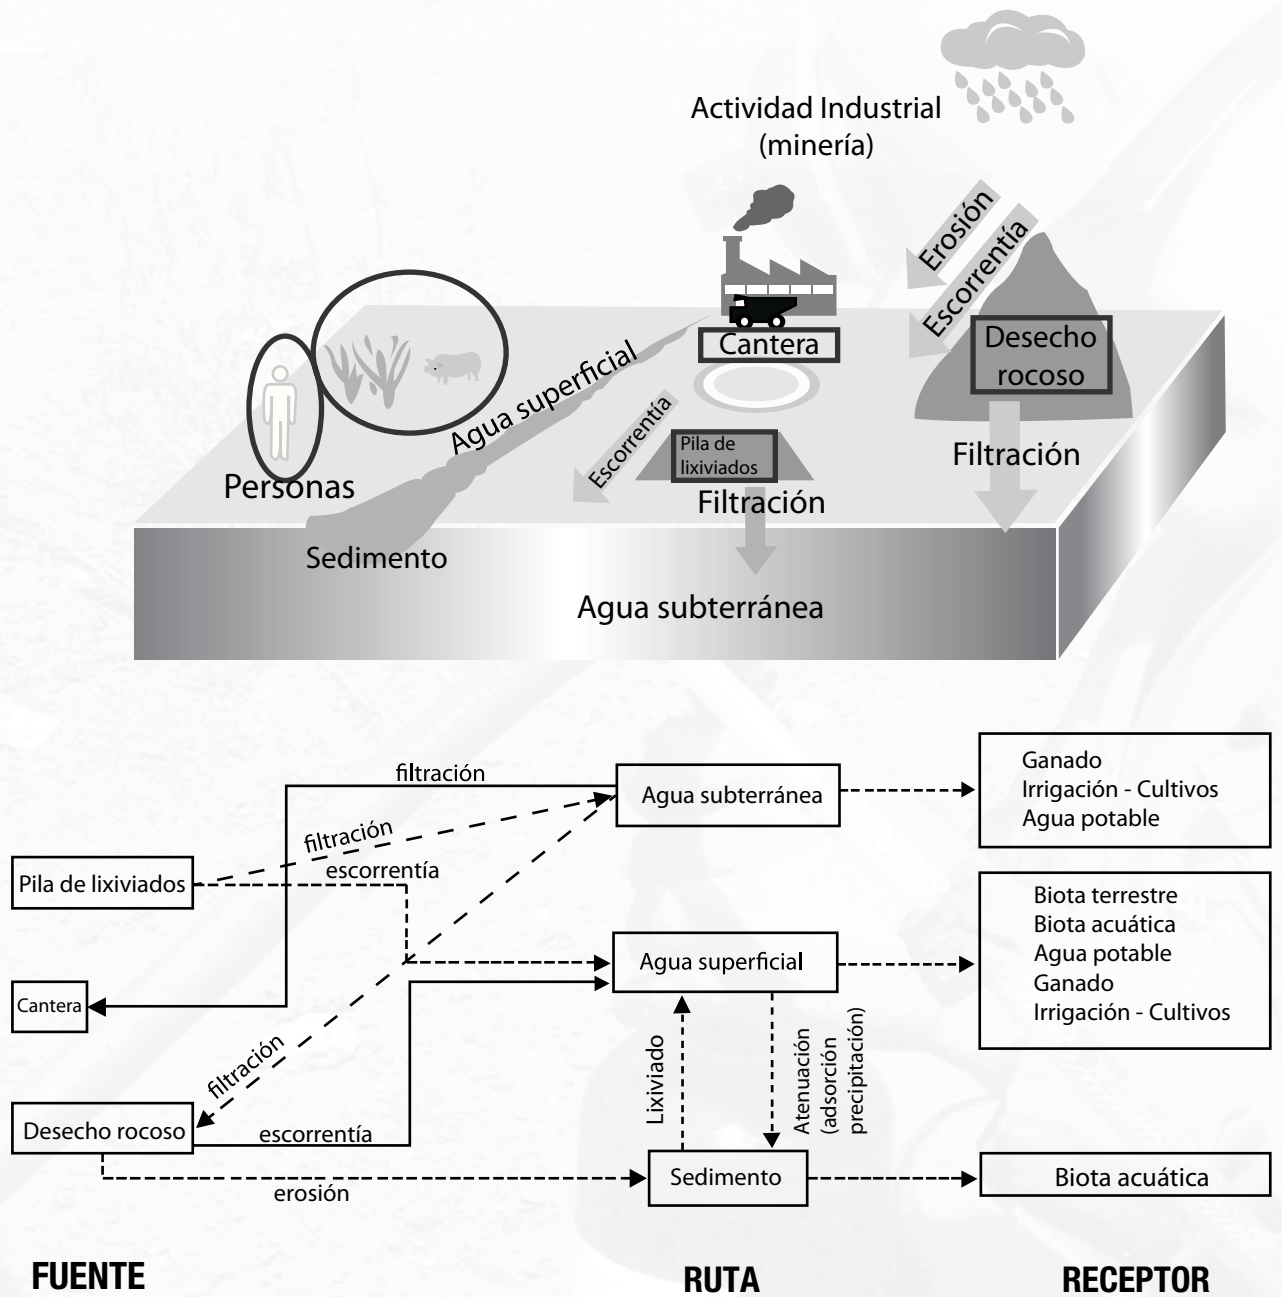 Actividad Industrial
(minería)
Erosión
Escorrentía
Cantera
Desecho
rocoso
Agua superficial
Escorrentía
Pila de
lixiviados
Filtración
Filtración
Personas
Sedimento
Agua subterránea
filtración
Agua subterránea
Ganado
Irrigación - Cultivos
Agua potable
filtración
escorrentía
Pila de lixiviados
Biota terrestre
Biota acuática
Agua potable
Ganado
Irrigación - Cultivos
Agua superficial
Cantera
filtración
Lixiviado
Atenuación
(adsorción
precipitación)
Desecho rocoso
escorrentía
erosión
Sedimento
Biota acuática
FUENTE
RUTA
RECEPTOR